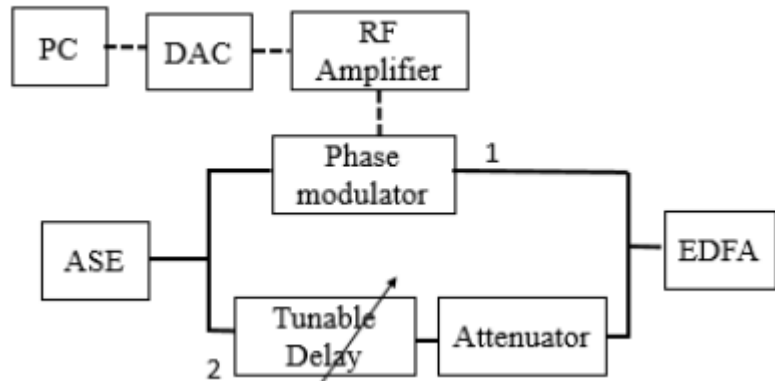 PC
DAC
RF
Amplifier
Phase
modulator
1
ASE
EDFA
Tunable
Delay
Attenuator
2